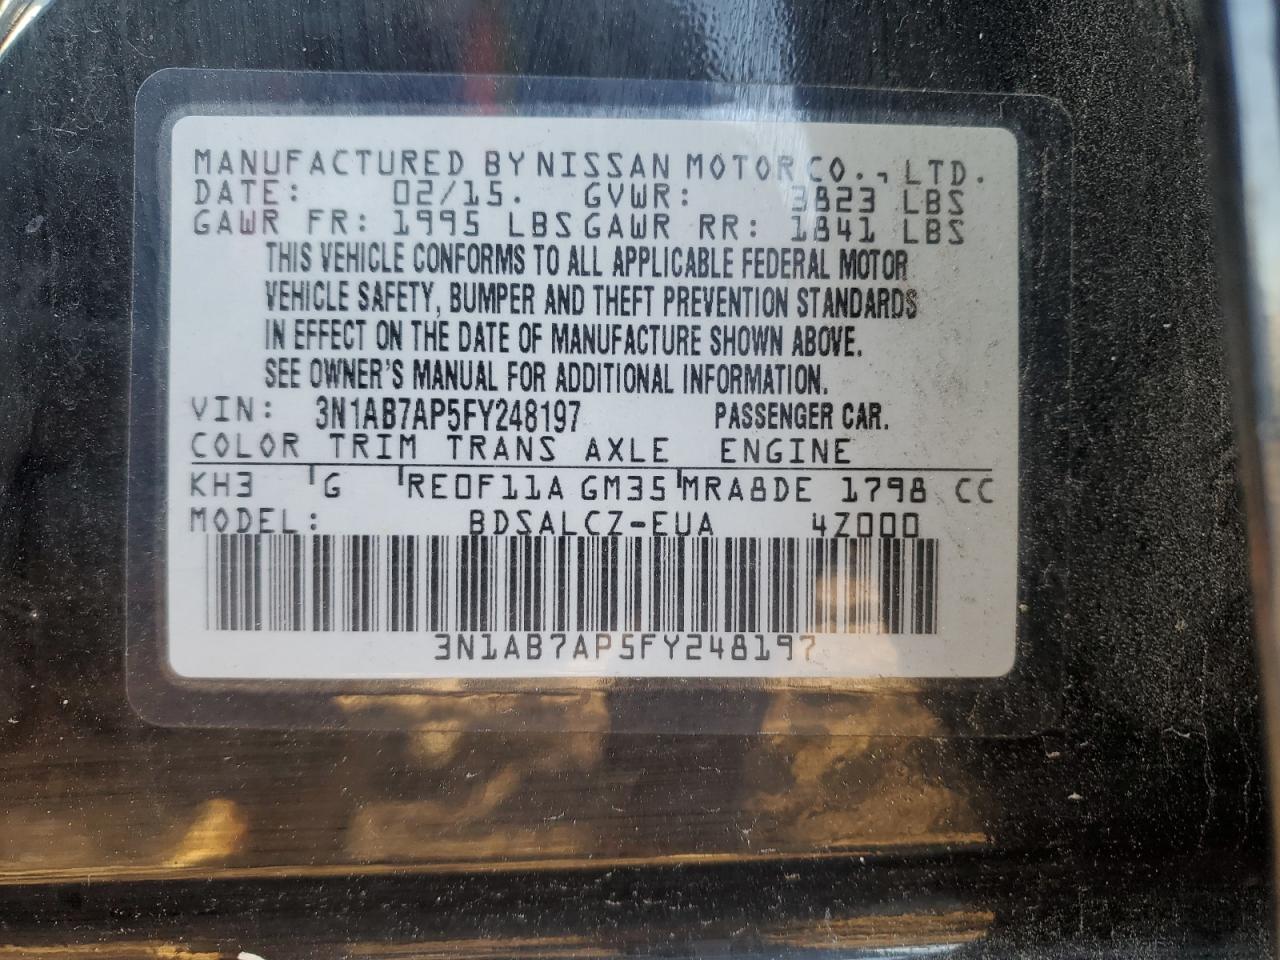 MANUFACTURED BY NISSAN MOTOR CO., LTD.
DATE: 02/15. GVWR: 3823 LBS
GAWR FR: 1995 LBS GAWR RR: 1841 LBS
THIS VEHICLE CONFORMS TO ALL APPLICABLE FEDERAL MOTOR
VEHICLE SAFETY, BUMPER AND THEFT PREVENTION STANDARDS
IN EFFECT ON THE DATE OF MANUFACTURE SHOWN ABOVE.
SEE OWNER'S MANUAL FOR ADDITIONAL INFORMATION.
VIN: 3N1AB7AP5FY248197 PASSENGER CAR.
COLOR TRIM TRANS AXLE ENGINE
KH3 G RE0F11A GM35 MRA8DE 1798 CC
MODEL: BDSALCZ-EUA 4Z000
3N1AB7AP5FY248197